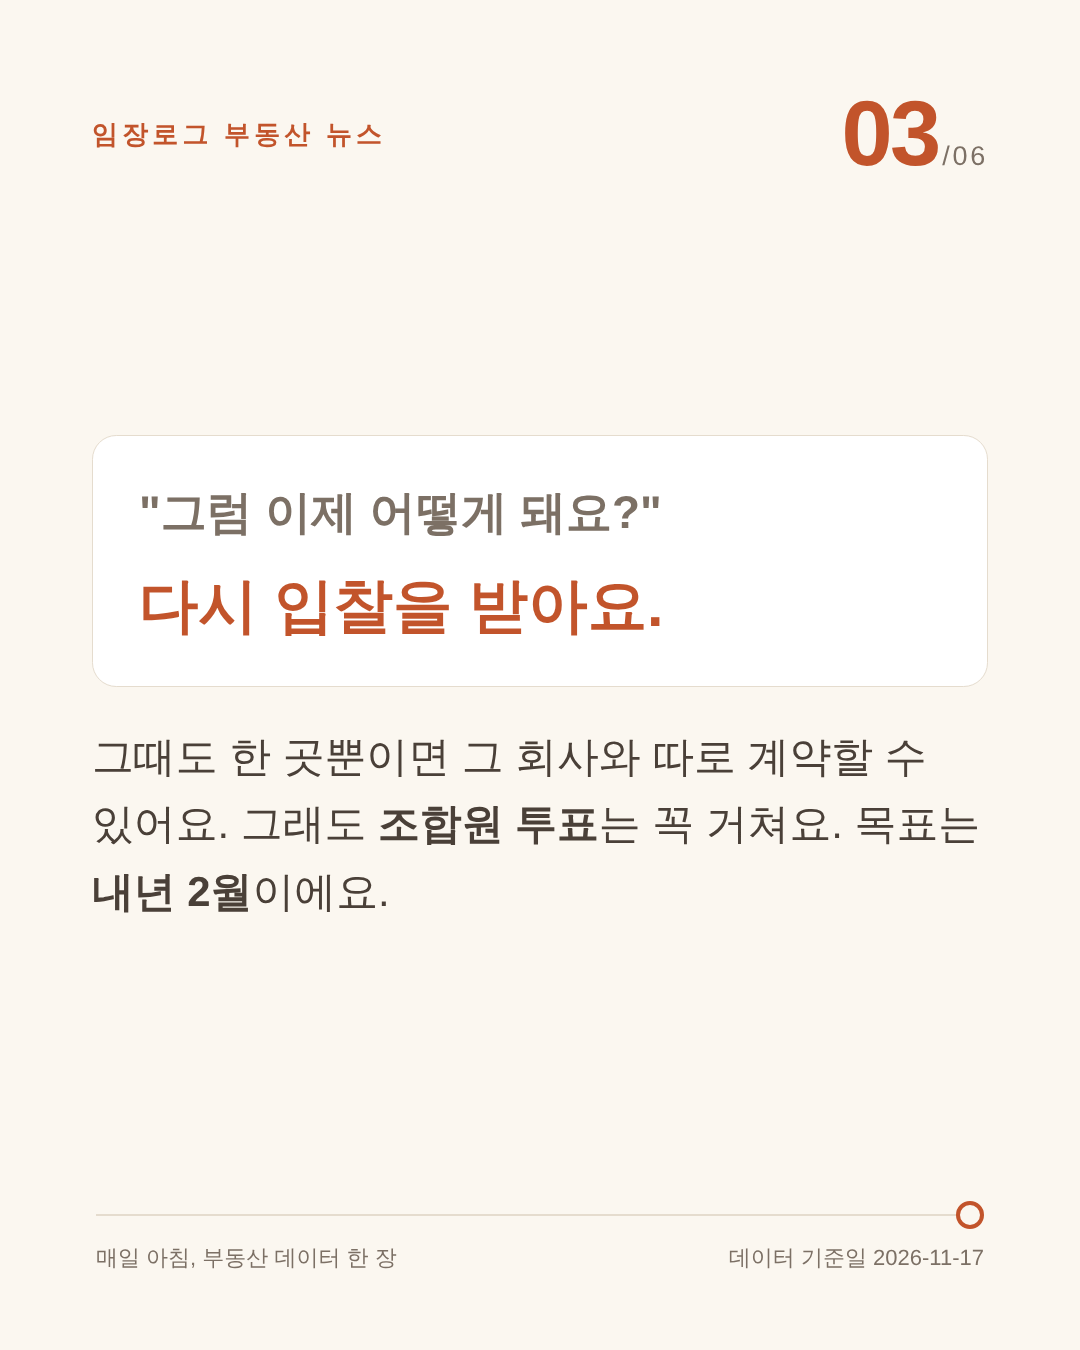 임장로그 부동산 뉴스
03/06
"그럼 이제 어떻게 돼요?"
다시 입찰을 받아요.
그때도 한 곳뿐이면 그 회사와 따로 계약할 수
있어요. 그래도 조합원 투표는 꼭 거쳐요. 목표는
내년 2월이에요.
매일 아침, 부동산 데이터 한 장
데이터 기준일 2026-11-17